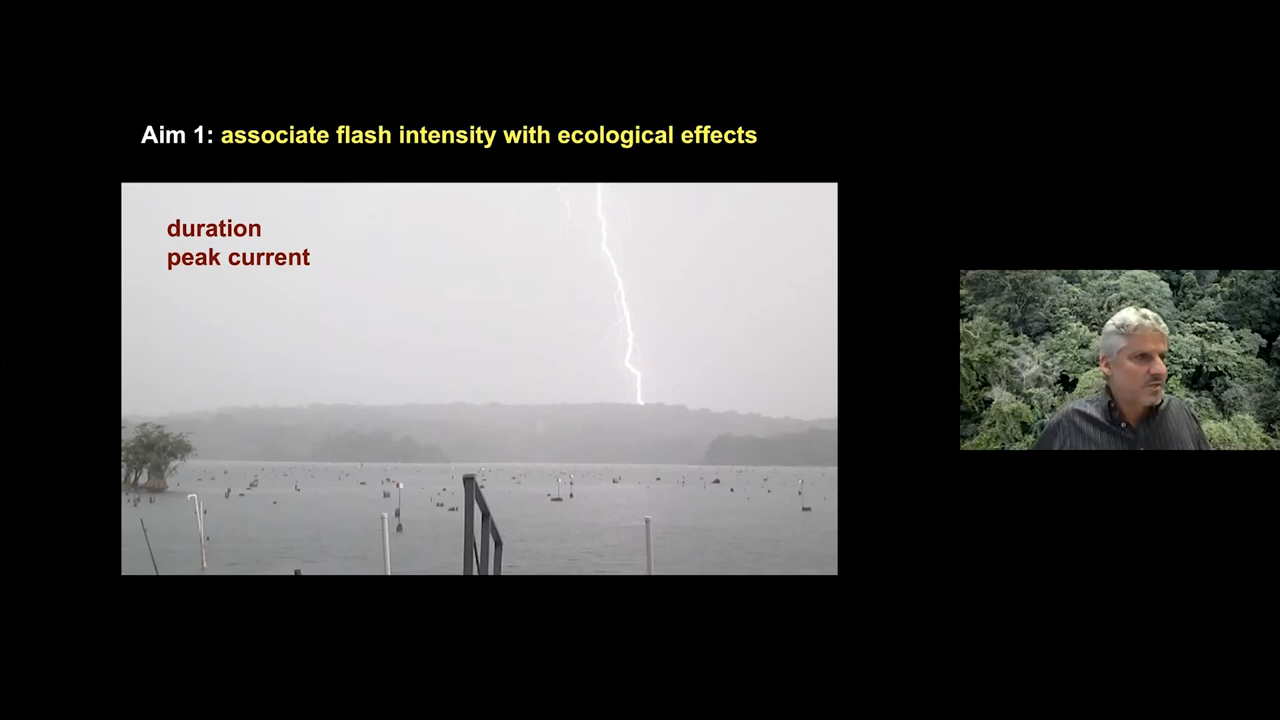 Aim 1: associate flash intensity with ecological effects
duration
peak current